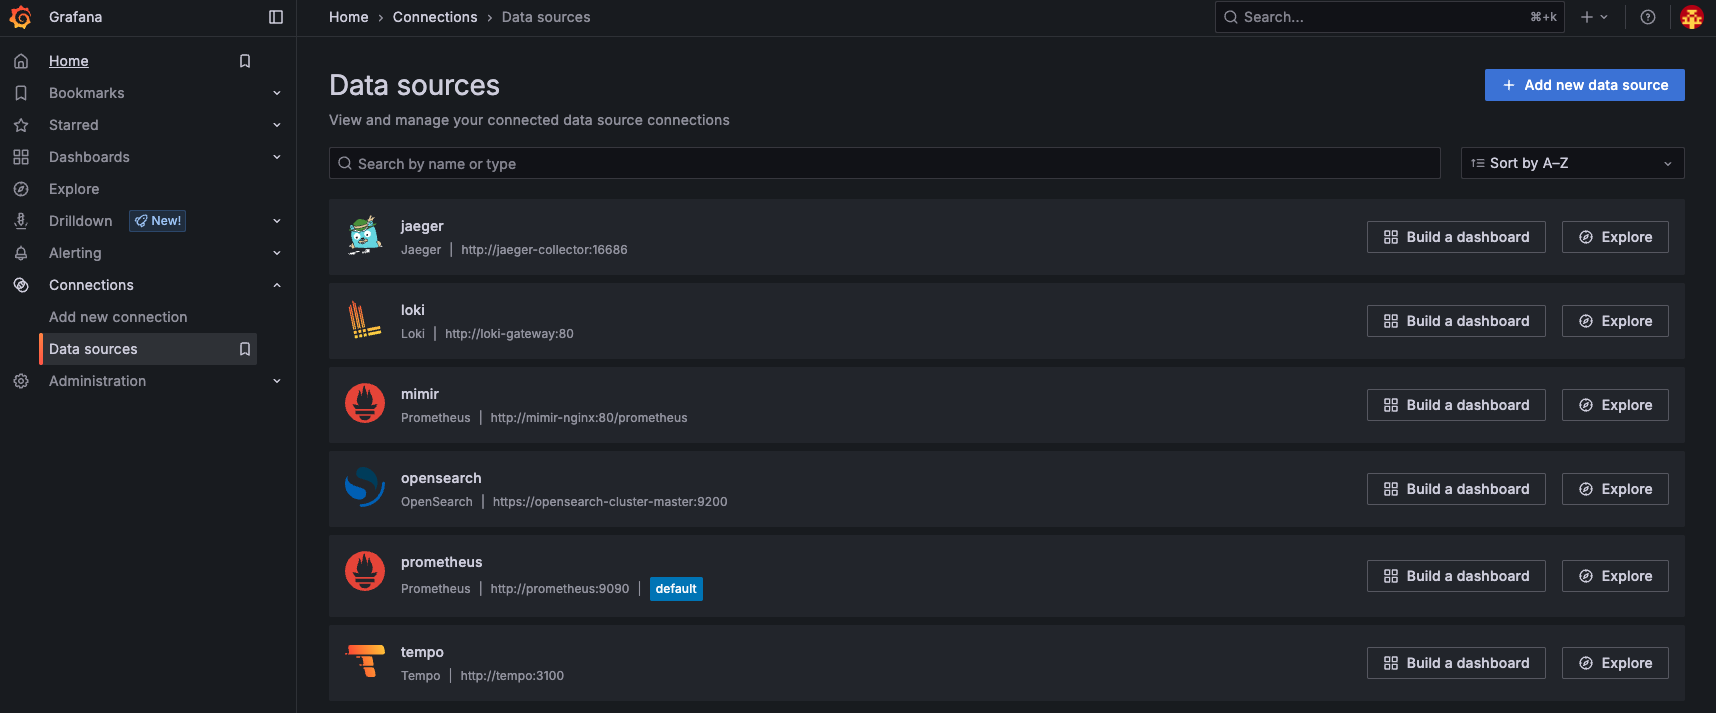 Grafana
Home › Connections › Data sources
Search...
⌘+k
Home
Bookmarks
Starred
Dashboards
Explore
Drilldown
New!
Alerting
Connections
Add new connection
Data sources
Administration
Data sources
+ Add new data source
View and manage your connected data source connections
Search by name or type
Sort by A–Z
jaeger
Jaeger | http://jaeger-collector:16686
Build a dashboard
Explore
loki
Loki | http://loki-gateway:80
Build a dashboard
Explore
mimir
Prometheus | http://mimir-nginx:80/prometheus
Build a dashboard
Explore
opensearch
OpenSearch | https://opensearch-cluster-master:9200
Build a dashboard
Explore
prometheus
Prometheus | http://prometheus:9090 | default
Build a dashboard
Explore
tempo
Tempo | http://tempo:3100
Build a dashboard
Explore